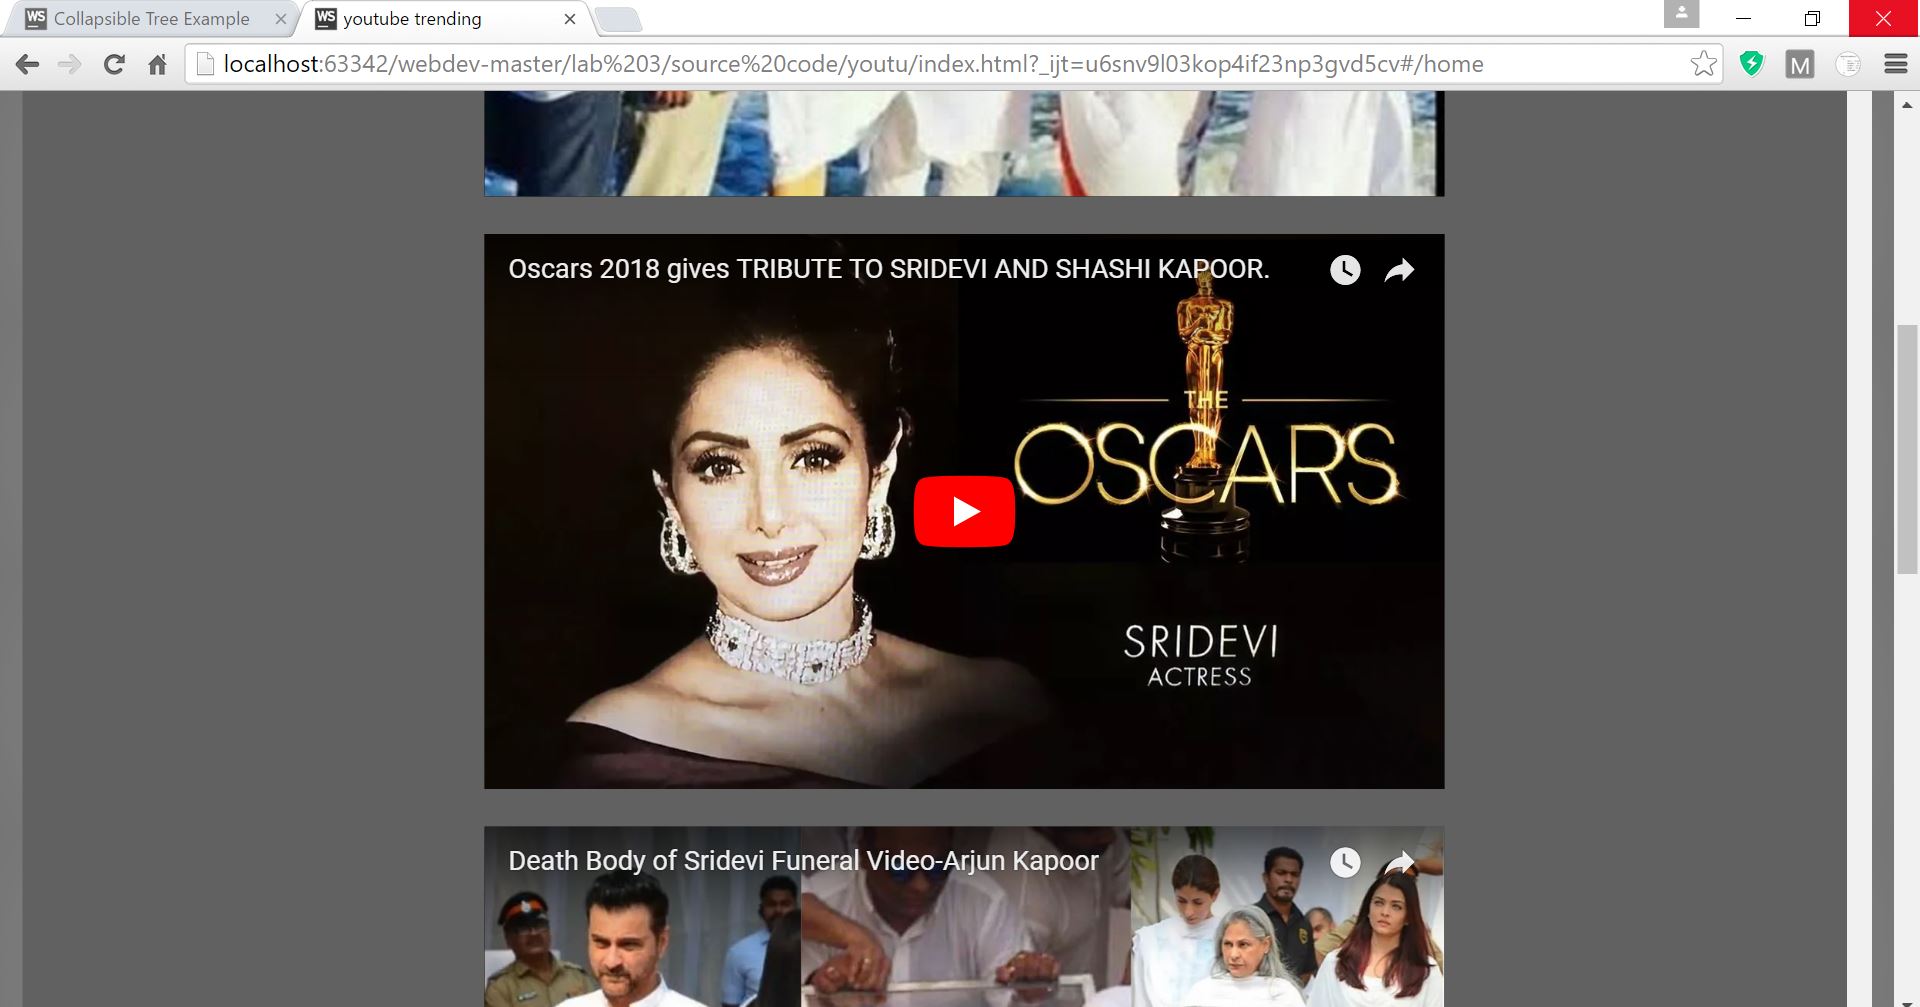 WS Collapsible Tree Example
WS youtube trending
localhost:63342/webdev-master/lab%203/source%20code/youtu/index.html?_ijt=u6snv9l03kop4if23np3gvd5cv#/home
M
Oscars 2018 gives TRIBUTE TO SRIDEVI AND SHASHI KAPOOR.
THE
OSCARS
SRIDEVI
ACTRESS
Death Body of Sridevi Funeral Video-Arjun Kapoor